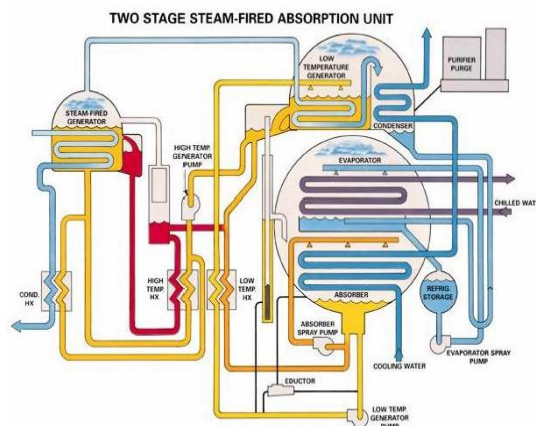 TWO STAGE STEAM-FIRED ABSORPTION UNIT
LOW
TEMPERATURE
GENERATOR
PURIFIER
PURGE
STEAM-FIRED
GENERATOR
HIGH TEMP.
GENERATOR
PUMP
CONDENSER
EVAPORATOR
CHILLED WAT
COND.
HX
HIGH
TEMP.
HX
LOW
TEMP.
HX
ABSORBER
REFRIG.
STORAGE
ABSORBER
SPRAY PUMP
COOLING WATER
EVAPORATOR SPRAY
PUMP
EDUCTOR
LOW TEMP.
GENERATOR
PUMP